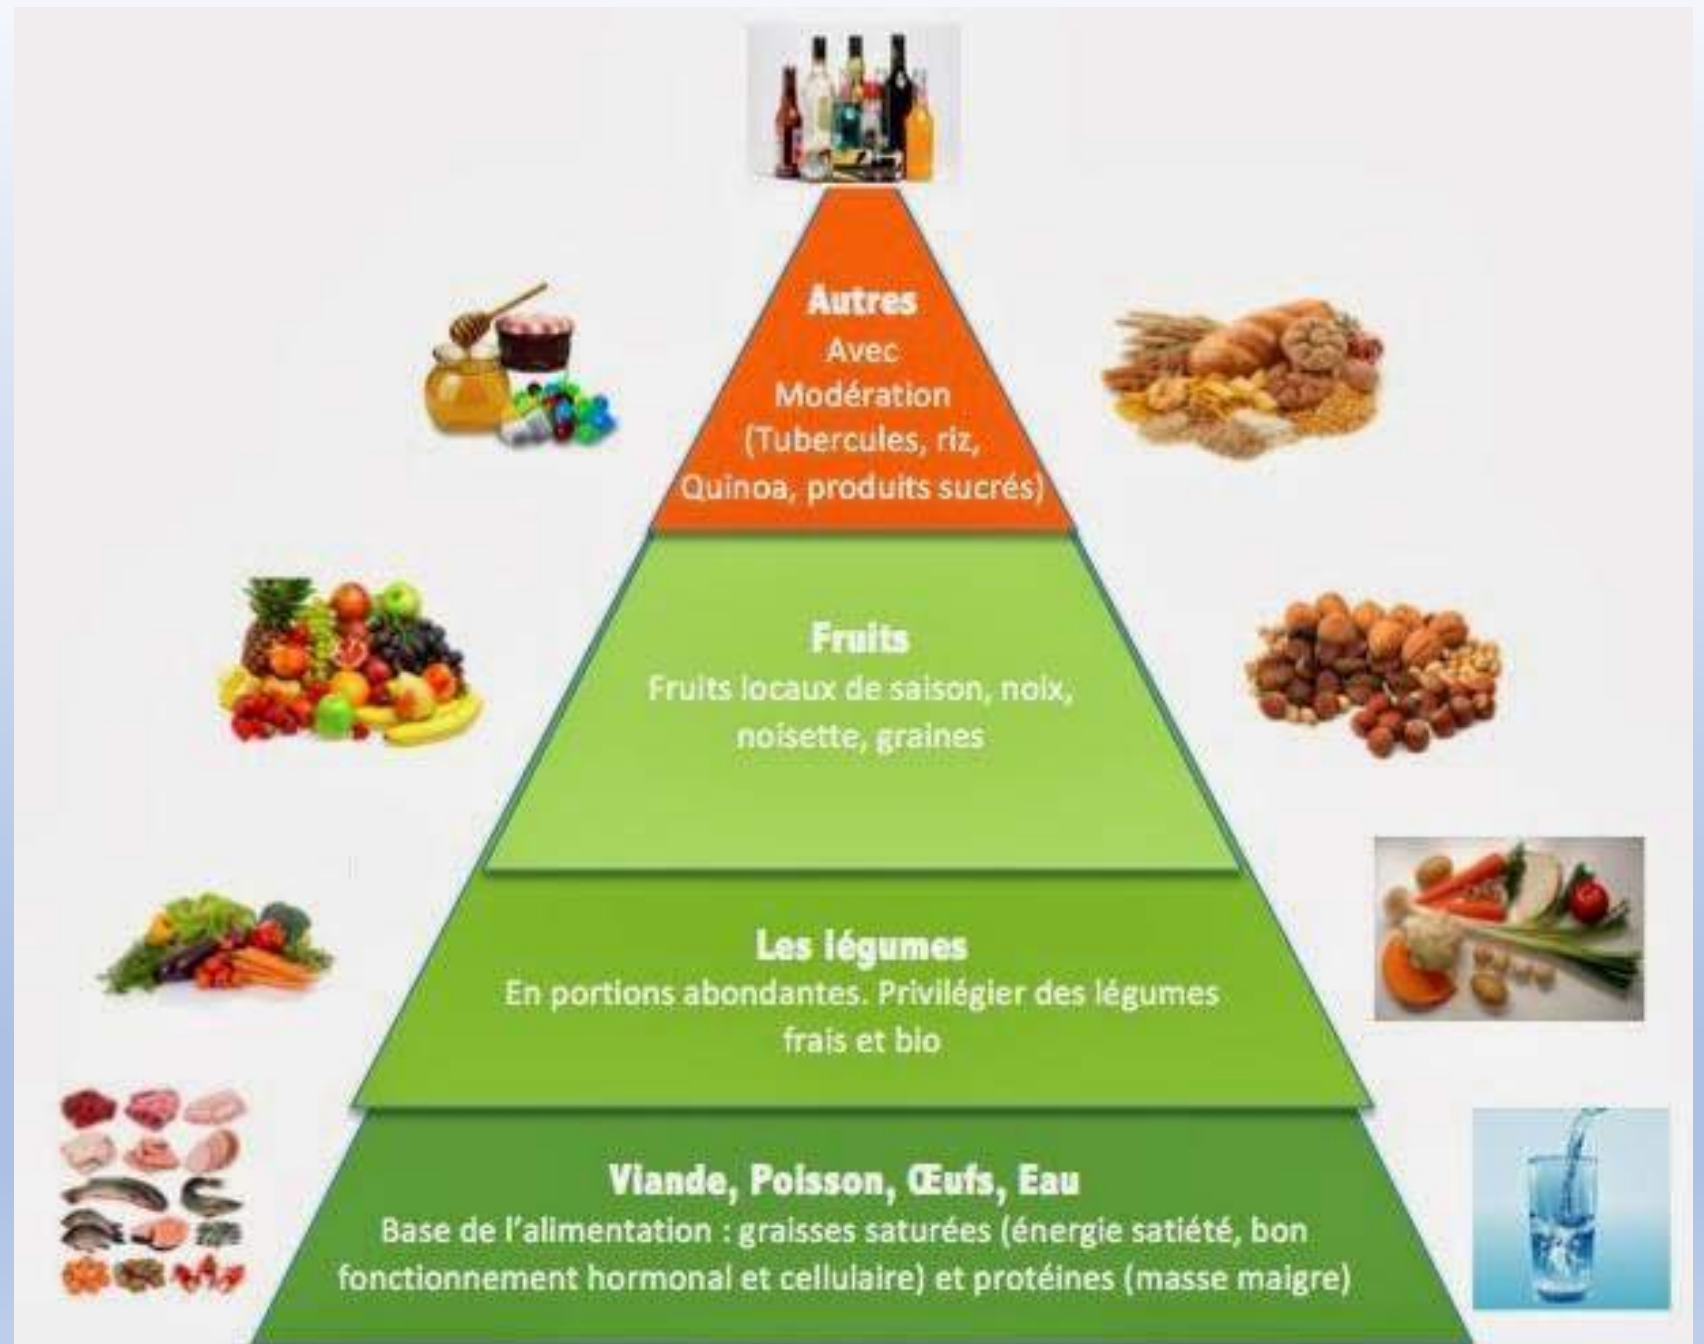 Autres
Avec
Modération
(Tubercules, riz,
Quinoa, produits sucrés)
Fruits
Fruits locaux de saison, noix,
noisette, graines
Les légumes
En portions abondantes. Privilégier des légumes
frais et bio
Viande, Poisson, Œufs, Eau
Base de l'alimentation : graisses saturées (énergie satiété, bon
fonctionnement hormonal et cellulaire) et protéines (masse maigre)